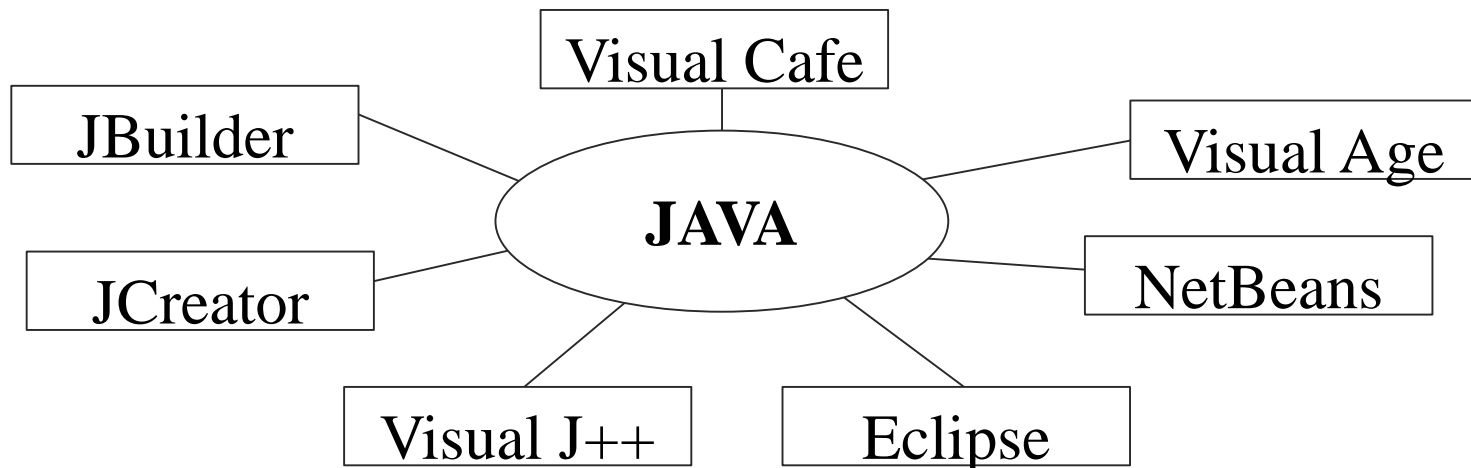 Visual Cafe
JBuilder
Visual Age
JAVA
NetBeans
JCreator
Visual J++
Eclipse